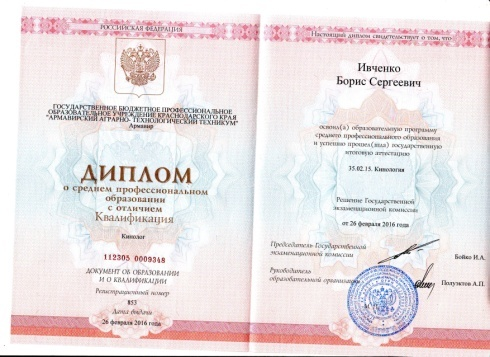 РОССИЙСКАЯ ФЕДЕРАЦИЯ
ГОСУДАРСТВЕННОЕ БЮДЖЕТНОЕ ПРОФЕССИОНАЛЬНОЕ
ОБРАЗОВАТЕЛЬНОЕ УЧРЕЖДЕНИЕ КРАСНОДАРСКОГО КРАЯ
"АРМАВИРСКИЙ АГРАРНО- ТЕХНОЛОГИЧЕСКИЙ ТЕХНИКУМ"
Армавир
ДИПЛОМ
о среднем профессиональном
образовании
с отличием
Квалификация
Кинолог
112305 0009348
ДОКУМЕНТ ОБ ОБРАЗОВАНИИ
И О КВАЛИФИКАЦИИ
Регистрационный номер
853
Дата выдачи
26 февраля 2016 года
Настоящий диплом свидетельствует о том, что
Ивченко
Борис Сергеевич
освоил(а) образовательную программу
среднего профессионального образования
и успешно прошел(шла) государственную
итоговую аттестацию
35.02.15. Кинология
Решение Государственной
экзаменационной комиссии
от 26 февраля 2016 года
Председатель Государственной
экзаменационной комиссии
Бойко И.А.
Руководитель
образовательной организации
Полуэктов А.П.